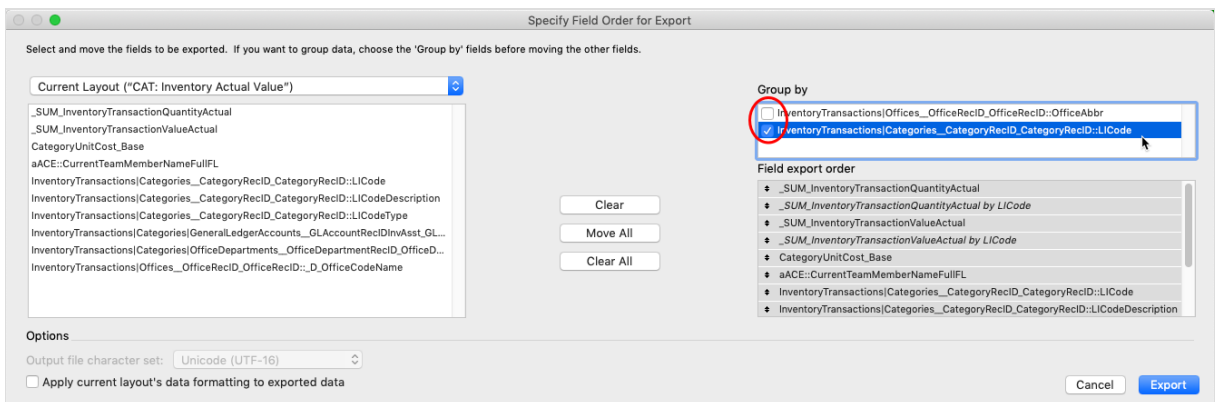 Specify Field Order for Export
Select and move the fields to be exported. If you want to group data, choose the 'Group by' fields before moving the other fields.
Current Layout ("CAT: Inventory Actual Value")
_SUM_InventoryTransactionQuantityActual
_SUM_InventoryTransactionValueActual
CategoryUnitCost_Base
aACE::CurrentTeamMemberNameFullFL
InventoryTransactions|Categories__CategoryRecID_CategoryRecID::LICode
InventoryTransactions|Categories__CategoryRecID_CategoryRecID::LICodeDescription
InventoryTransactions|Categories__CategoryRecID_CategoryRecID::LICodeType
InventoryTransactions|Categories|GeneralLedgerAccounts__GLAccountRecIDInvAsst_GL...
InventoryTransactions|Categories|OfficeDepartments__OfficeDepartmentRecID_OfficeD...
InventoryTransactions|Offices__OfficeRecID_OfficeRecID::_D_OfficeCodeName
Clear
Move All
Clear All
Group by
InventoryTransactions|Offices__OfficeRecID_OfficeRecID::OfficeAbbr
InventoryTransactions|Categories__CategoryRecID_CategoryRecID::LICode
Field export order
_SUM_InventoryTransactionQuantityActual
_SUM_InventoryTransactionQuantityActual by LICode
_SUM_InventoryTransactionValueActual
_SUM_InventoryTransactionValueActual by LICode
CategoryUnitCost_Base
aACE::CurrentTeamMemberNameFullFL
InventoryTransactions|Categories__CategoryRecID_CategoryRecID::LICode
InventoryTransactions|Categories__CategoryRecID_CategoryRecID::LICodeDescription
Options
Output file character set: Unicode (UTF-16)
Apply current layout's data formatting to exported data
Cancel
Export